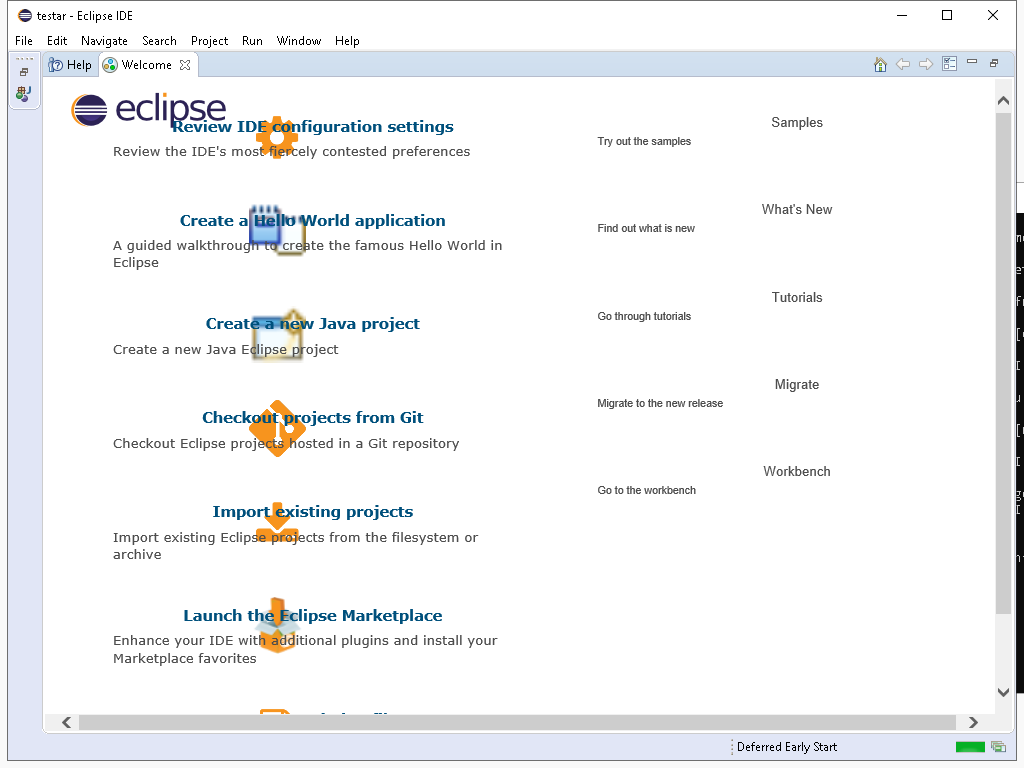 testar - Eclipse IDE
File Edit Navigate Search Project Run Window Help
Help Welcome
eclipse
Review IDE configuration settings
Review the IDE's most fiercely contested preferences
Create a Hello World application
A guided walkthrough to create the famous Hello World in
Eclipse
Create a new Java project
Create a new Java Eclipse project
Checkout projects from Git
Checkout Eclipse projects hosted in a Git repository
Import existing projects
Import existing Eclipse projects from the filesystem or
archive
Launch the Eclipse Marketplace
Enhance your IDE with additional plugins and install your
Marketplace favorites
Samples
Try out the samples
What's New
Find out what is new
Tutorials
Go through tutorials
Migrate
Migrate to the new release
Workbench
Go to the workbench
Deferred Early Start